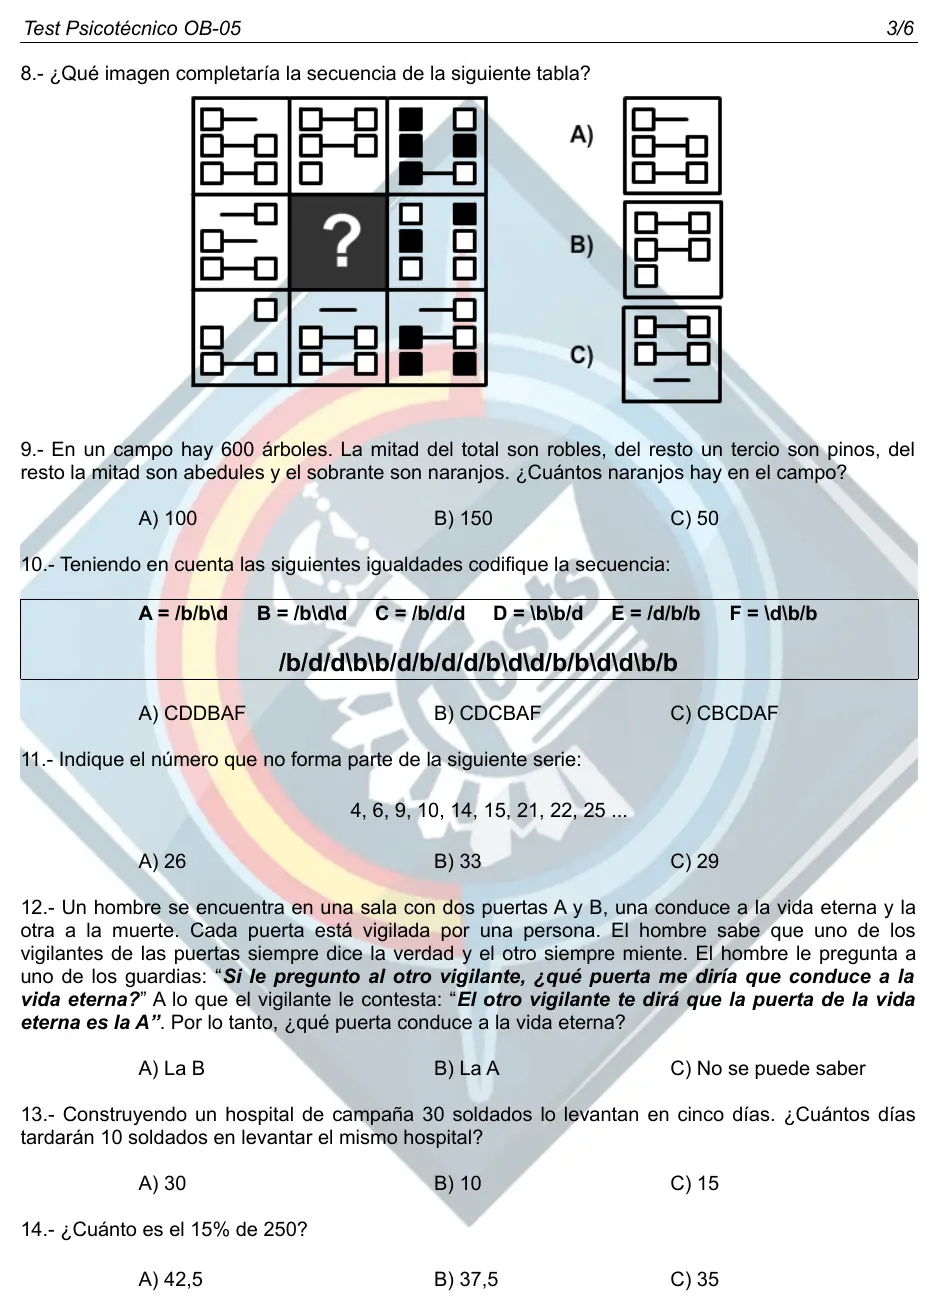 Test Psicotécnico OB-05 3/6
8.- ¿Qué imagen completaría la secuencia de la siguiente tabla?
A)
?
B)
C)
9.- En un campo hay 600 árboles. La mitad del total son robles, del resto un tercio son pinos, del
resto la mitad son abedules y el sobrante son naranjos. ¿Cuántos naranjos hay en el campo?
A) 100 B) 150 C) 50
10.- Teniendo en cuenta las siguientes igualdades codifique la secuencia:
A = /b/b\d B = /b\d\d C = /b/d/d D = \b\b/d E = /d/b/b F = \d\b/b
/b/d/d\b\b/d/b/d/d/b\d\d/b/b\d\d\b/b
A) CDDBAF B) CDCBAF C) CBCDAF
11.- Indique el número que no forma parte de la siguiente serie:
4, 6, 9, 10, 14, 15, 21, 22, 25 ...
A) 26 B) 33 C) 29
12.- Un hombre se encuentra en una sala con dos puertas A y B, una conduce a la vida eterna y la
otra a la muerte. Cada puerta está vigilada por una persona. El hombre sabe que uno de los
vigilantes de las puertas siempre dice la verdad y el otro siempre miente. El hombre le pregunta a
uno de los guardias: “Si le pregunto al otro vigilante, ¿qué puerta me diría que conduce a la
vida eterna?” A lo que el vigilante le contesta: “El otro vigilante te dirá que la puerta de la vida
eterna es la A”. Por lo tanto, ¿qué puerta conduce a la vida eterna?
A) La B B) La A C) No se puede saber
13.- Construyendo un hospital de campaña 30 soldados lo levantan en cinco días. ¿Cuántos días
tardarán 10 soldados en levantar el mismo hospital?
A) 30 B) 10 C) 15
14.- ¿Cuánto es el 15% de 250?
A) 42,5 B) 37,5 C) 35